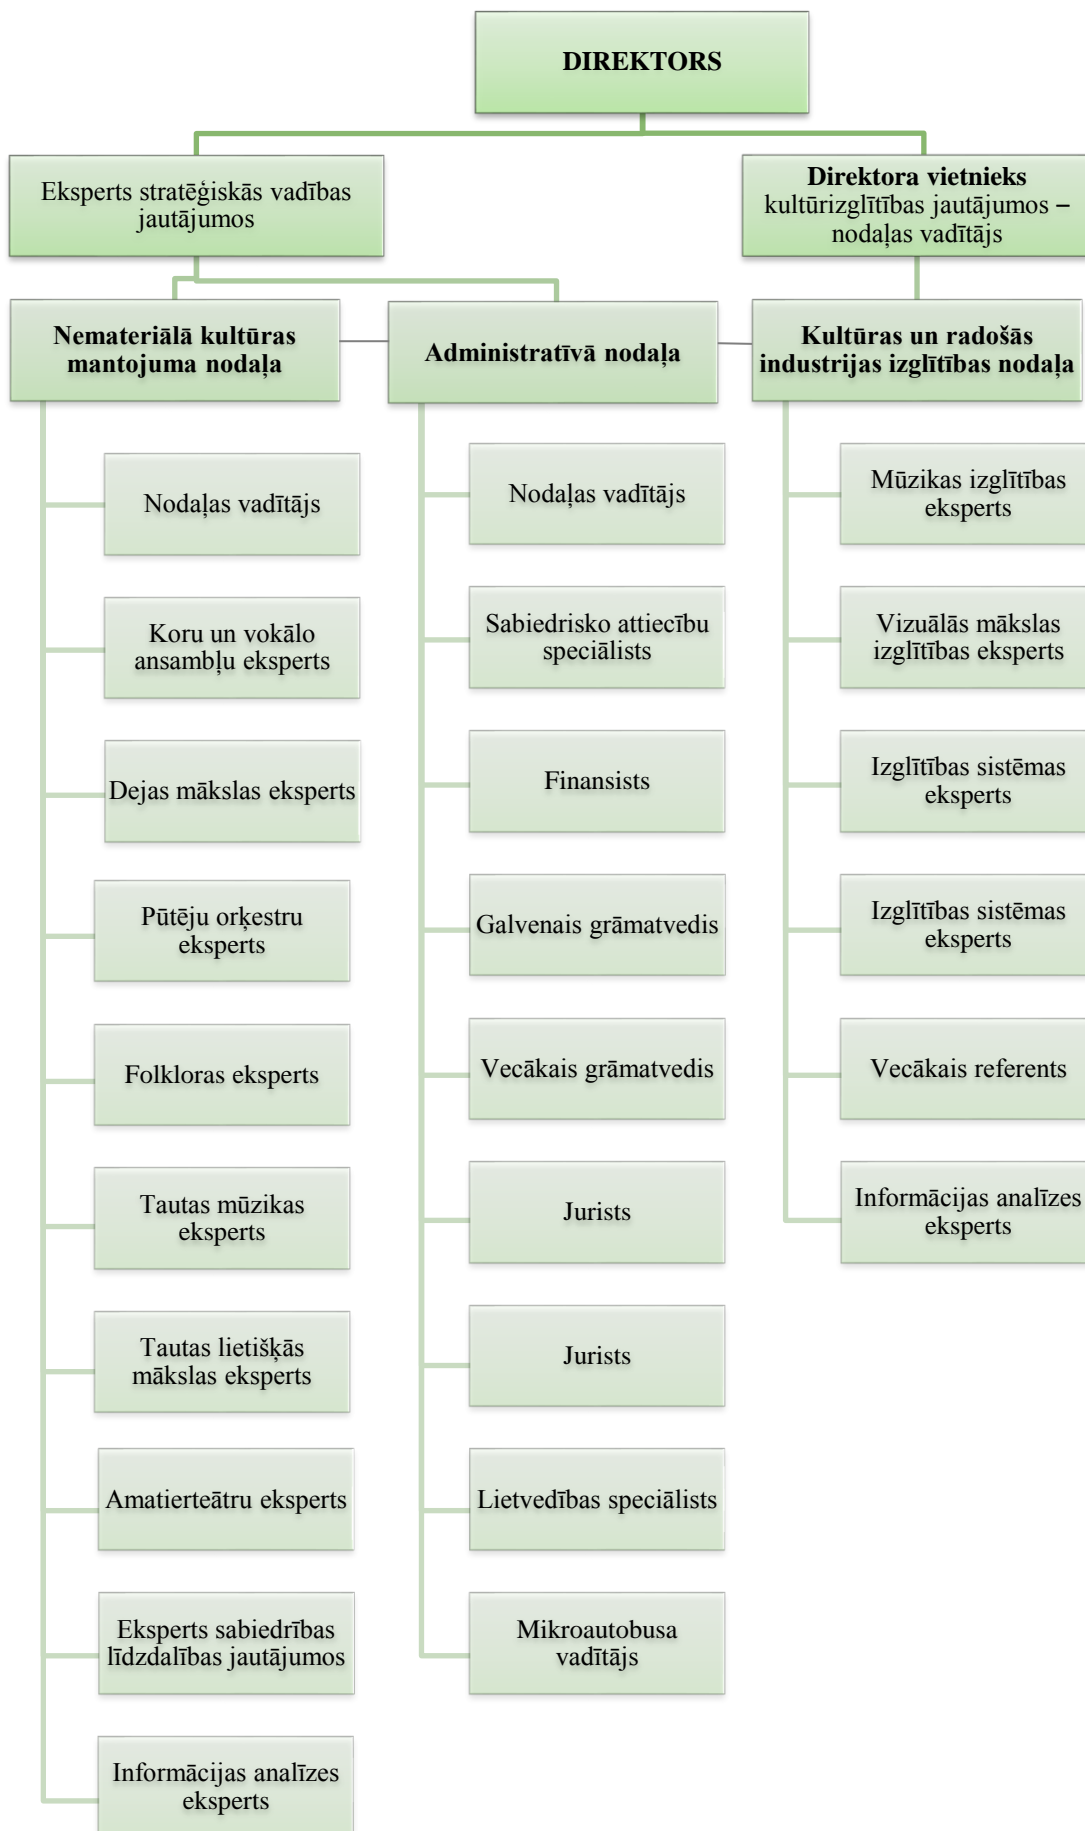 DIREKTORS
Eksperts stratēģiskās vadības
jautājumos
Direktora vietnieks
kultūrizglītības jautājumos –
nodaļas vadītājs
Nemateriālā kultūras
mantojuma nodaļa
Administratīvā nodaļa
Kultūras un radošās
industrijas izglītības nodaļa
Nodaļas vadītājs
Koru un vokālo
ansambļu eksperts
Dejas mākslas eksperts
Pūtēju orķestru
eksperts
Folkloras eksperts
Tautas mūzikas
eksperts
Tautas lietišķās
mākslas eksperts
Amatierteātru eksperts
Eksperts sabiedrības
līdzdalības jautājumos
Informācijas analīzes
eksperts
Nodaļas vadītājs
Sabiedrisko attiecību
speciālists
Finansists
Galvenais grāmatvedis
Vecākais grāmatvedis
Jurists
Jurists
Lietvedības speciālists
Mikroautobusa
vadītājs
Mūzikas izglītības
eksperts
Vizuālās mākslas
izglītības eksperts
Izglītības sistēmas
eksperts
Izglītības sistēmas
eksperts
Vecākais referents
Informācijas analīzes
eksperts